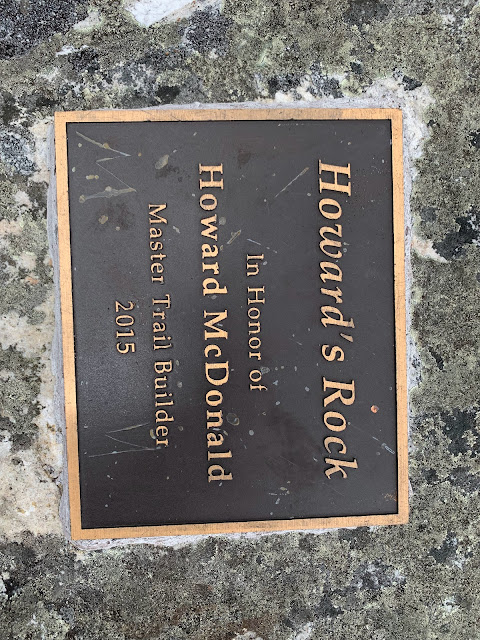 Howard's Rock
In Honor of
Howard McDonald
Master Trail Builder
2015